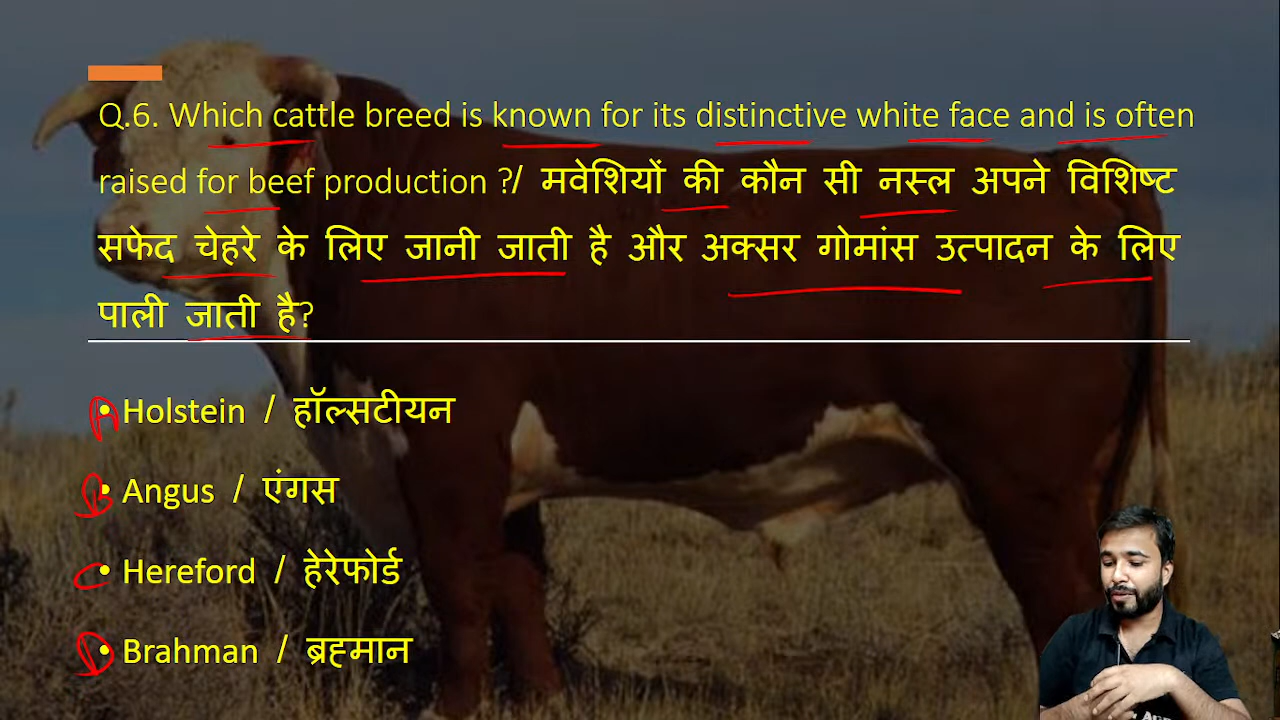 Q.6. Which cattle breed is known for its distinctive white face and is often
raised for beef production ?/ मवेशियों की कौन सी नस्ल अपने विशिष्ट
सफेद चेहरे के लिए जानी जाती है और अक्सर गोमांस उत्पादन के लिए
पाली जाती है?
A • Holstein / हॉल्सटीयन
B • Angus / एंगस
C • Hereford / हेरेफोर्ड
D • Brahman / ब्रह्मान